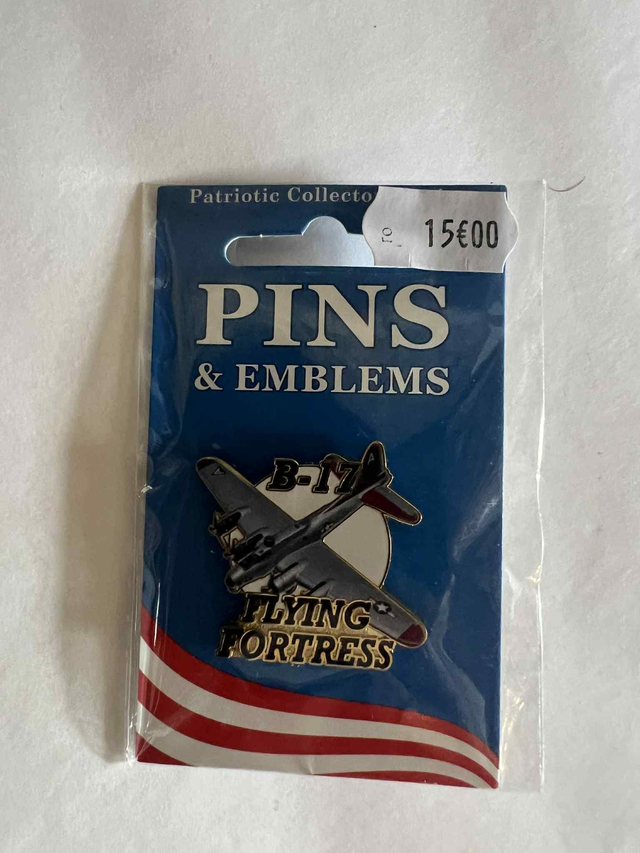 Patriotic Collecto
15€00
PINS
& EMBLEMS
B-17
FLYING
FORTRESS